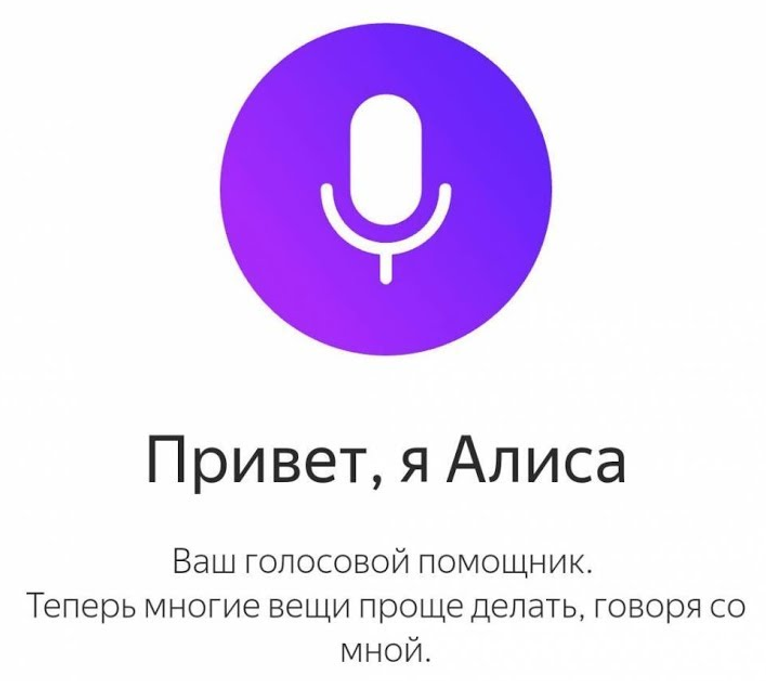 Привет, я Алиса
Ваш голосовой помощник.
Теперь многие вещи проще делать, говоря со
мной.